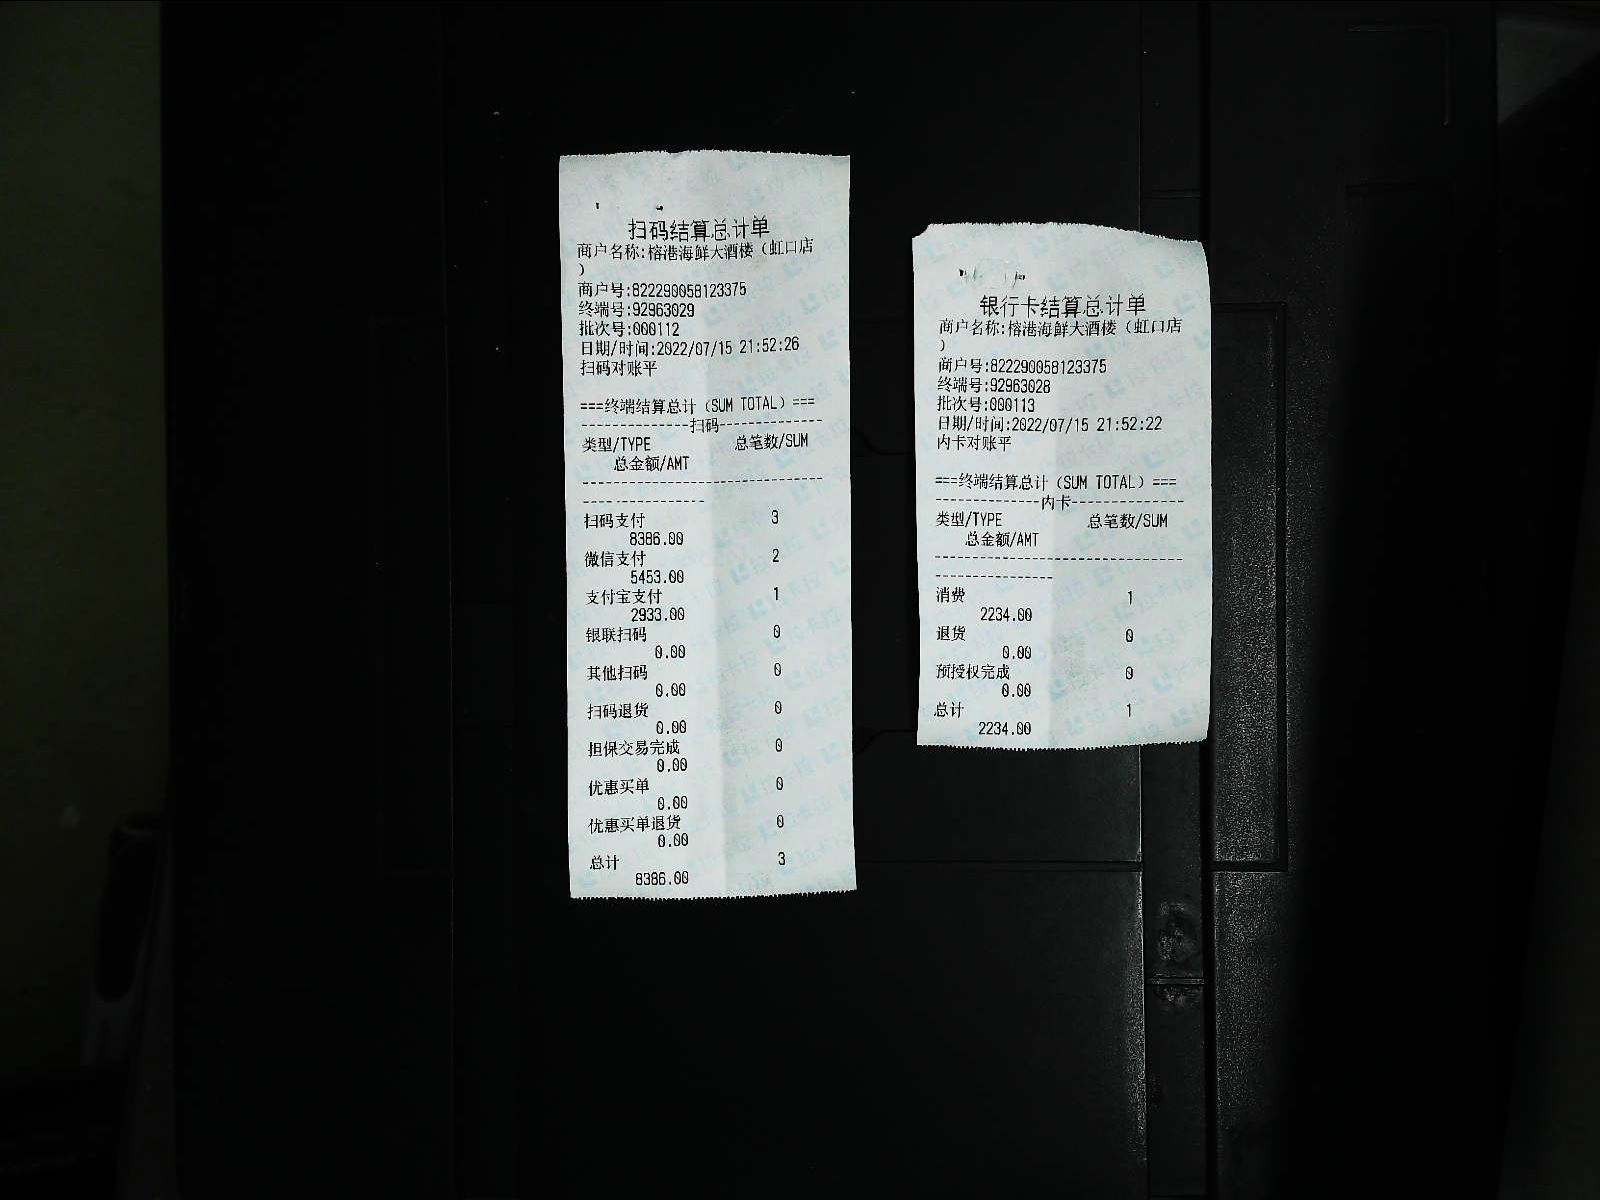 扫码结算总计单
商户名称:榕港海鲜大酒楼（虹口店
）
商户号:822290058123375
终端号:92963029
批次号:000112
日期/时间:2022/07/15 21:52:26
扫码对账平
===终端结算总计（SUM TOTAL）===
--------------扫码--------------
类型/TYPE 总笔数/SUM
总金额/AMT
--------------------------------
----------------
扫码支付 3
8386.00
微信支付 2
5453.00
支付宝支付 1
2933.00
银联扫码 0
0.00
其他扫码 0
0.00
扫码退货 0
0.00
担保交易完成 0
0.00
优惠买单 0
0.00
优惠买单退货 0
0.00
总计 3
8386.00
银行卡结算总计单
商户名称:榕港海鲜大酒楼（虹口店
）
商户号:822290058123375
终端号:92963028
批次号:000113
日期/时间:2022/07/15 21:52:22
内卡对账平
===终端结算总计（SUM TOTAL）===
--------------内卡--------------
类型/TYPE 总笔数/SUM
总金额/AMT
--------------------------------
----------------
消费 1
2234.00
退货 0
0.00
预授权完成 0
0.00
总计 1
2234.00